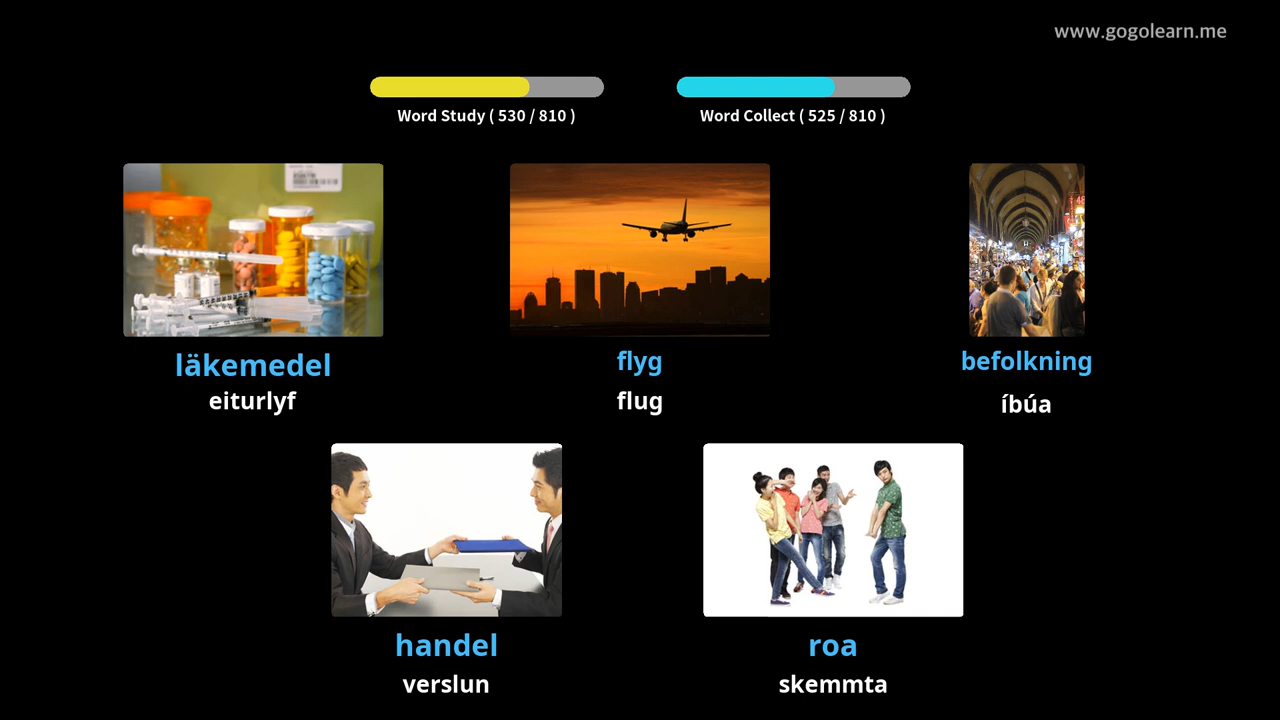 www.gogolearn.me
Word Study ( 530 / 810 )
Word Collect ( 525 / 810 )
läkemedel
eiturlyf
flyg
flug
befolkning
íbúa
handel
verslun
roa
skemmta